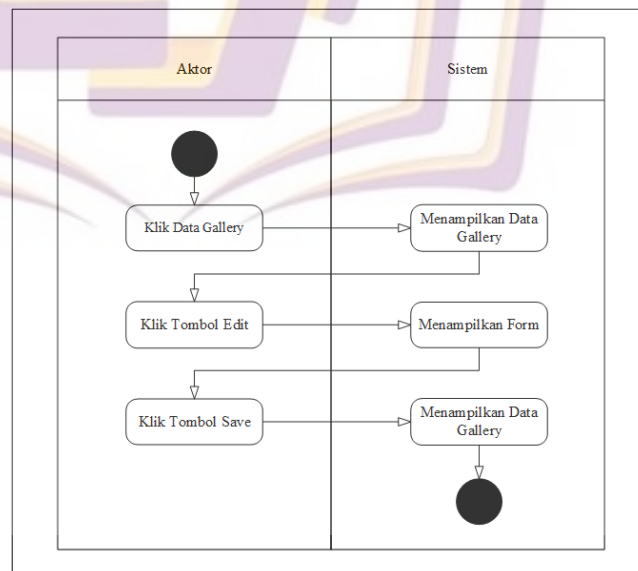 Aktor
Sistem
Klik Data Gallery
Menampilkan Data
Gallery
Klik Tombol Edit
Menampilkan Form
Klik Tombol Save
Menampilkan Data
Gallery